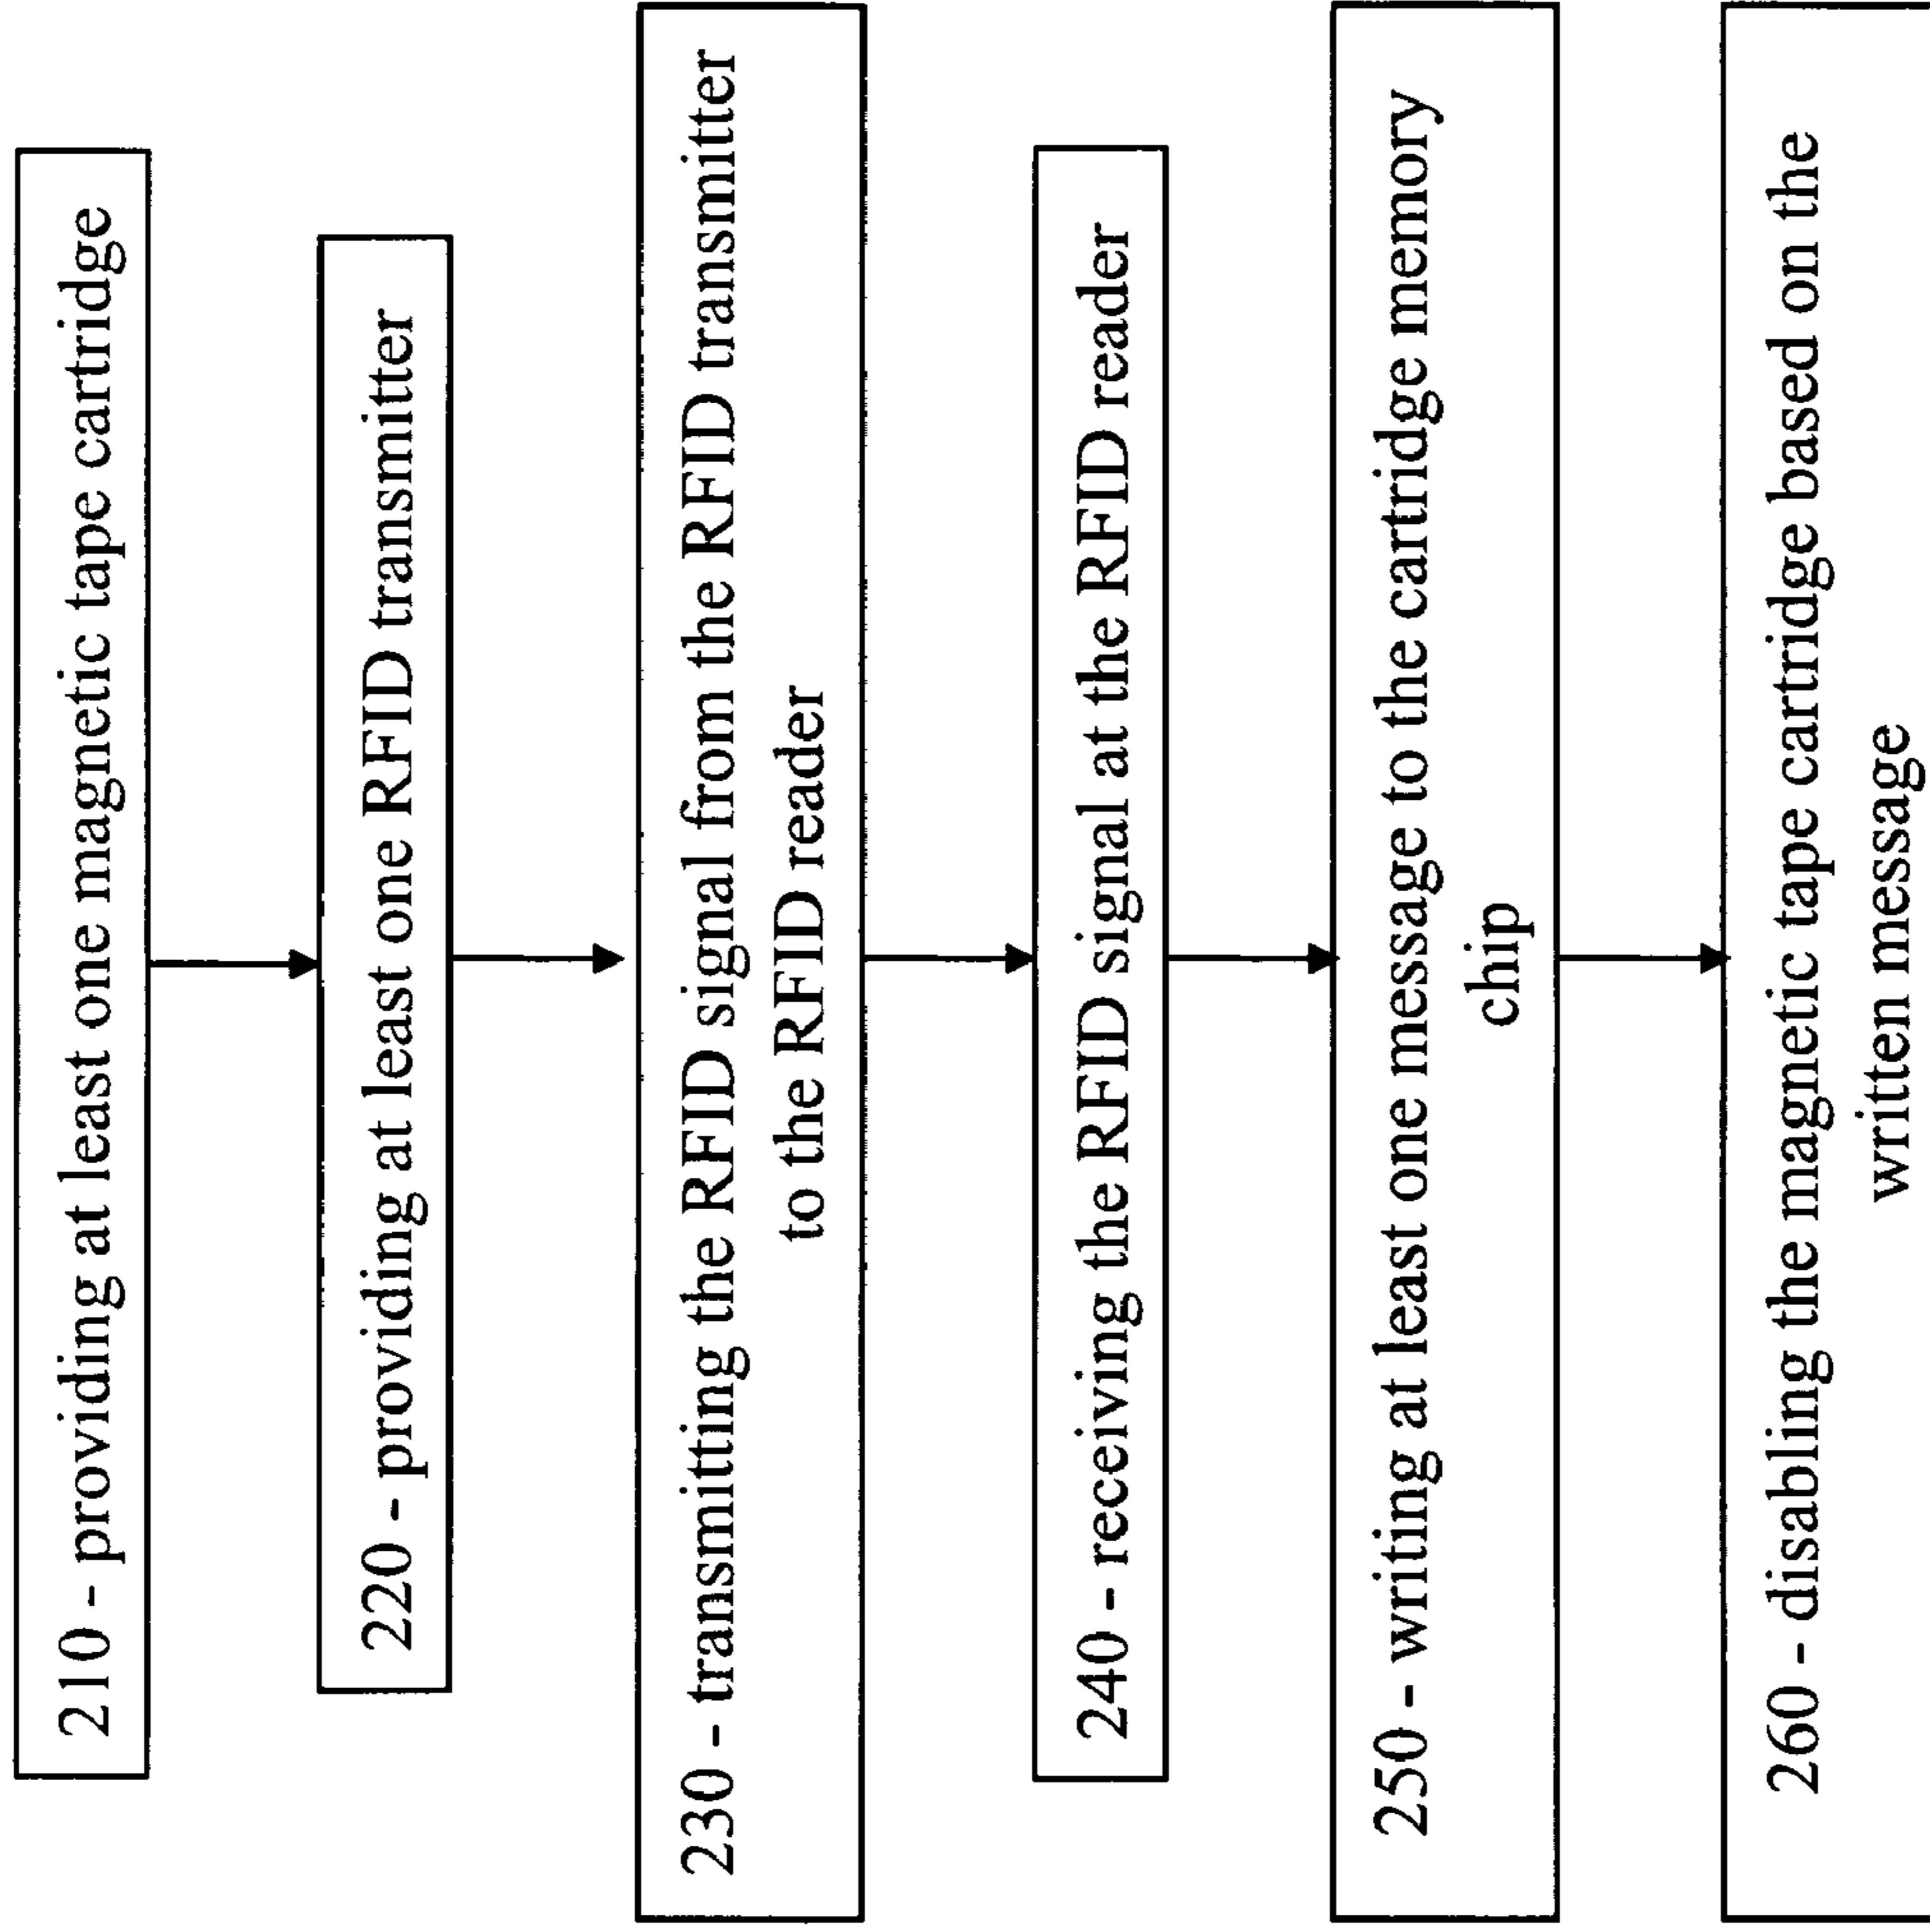 210 - providing at least one magnetic tape cartridge
220 - providing at least one RFID transmitter
230 - transmitting the RFID signal from the RFID transmitter
to the RFID reader
240 - receiving the RFID signal at the RFID reader
250 - writing at least one message to the cartridge memory
chip
260 - disabling the magnetic tape cartridge based on the
written message